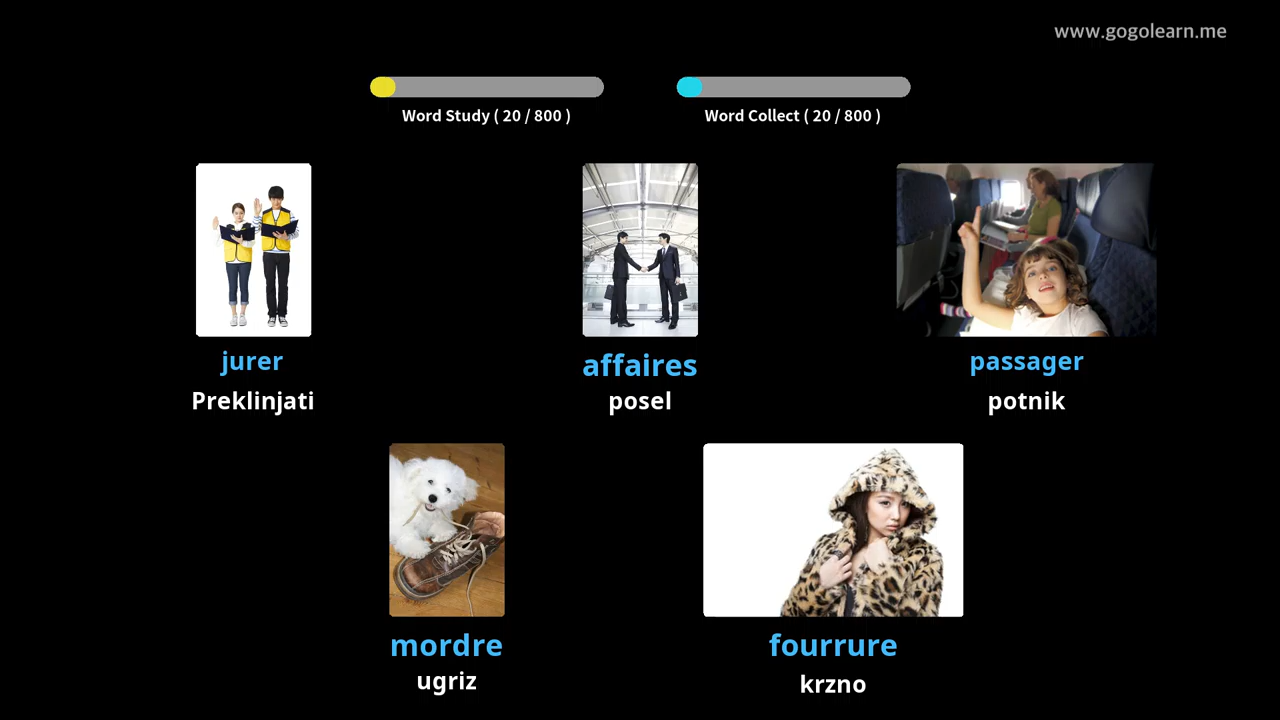 www.gogolearn.me
Word Study ( 20 / 800 )
Word Collect ( 20 / 800 )
jurer
Preklinjati
affaires
posel
passager
potnik
mordre
ugriz
fourrure
krzno